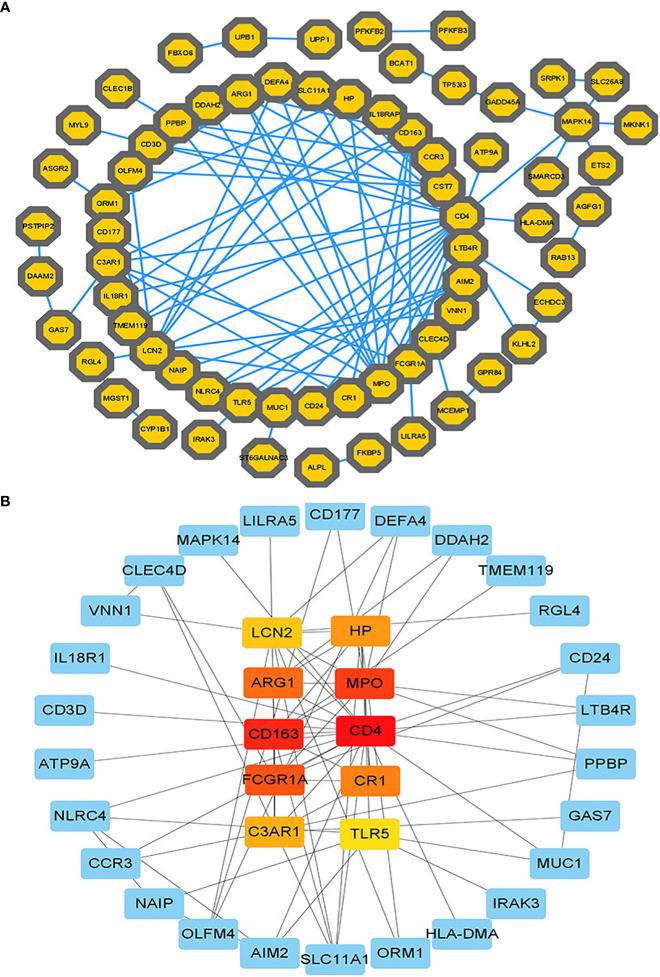 A
FBXO6
UPB1
UPP1
PFKFB2
PFKFB3
BCAT1
TP53I3
GADD45A
SRPK1
SLC26A8
MAPK14
MKNK1
ETS2
SMARCD3
AGFG1
RAB13
CLEC1B
MYL9
ASGR2
PSTPIP2
DAAM2
GAS7
RGL4
MGST1
CYP1B1
IRAK3
ST6GALNAC3
ALPL
FKBP5
LILRA5
MCEMP1
GPR84
KLHL2
ECHDC3
HLA-DMA
ATP9A
DEFA4
SLC11A1
HP
IL18RAP
CD163
CCR3
CST7
CD4
LTB4R
AIM2
VNN1
CLEC4D
FCGR1A
MPO
CR1
CD24
MUC1
TLR5
NLRC4
NAIP
LCN2
TMEM119
IL18R1
C3AR1
CD177
ORM1
OLFM4
CD3D
PPBP
DDAH2
ARG1
B
CD177
LILRA5
DEFA4
MAPK14
DDAH2
CLEC4D
TMEM119
VNN1
RGL4
IL18R1
CD24
CD3D
LTB4R
ATP9A
PPBP
NLRC4
GAS7
CCR3
MUC1
NAIP
IRAK3
OLFM4
HLA-DMA
AIM2
SLC11A1
ORM1
LCN2
HP
ARG1
MPO
CD163
CD4
FCGR1A
CR1
C3AR1
TLR5